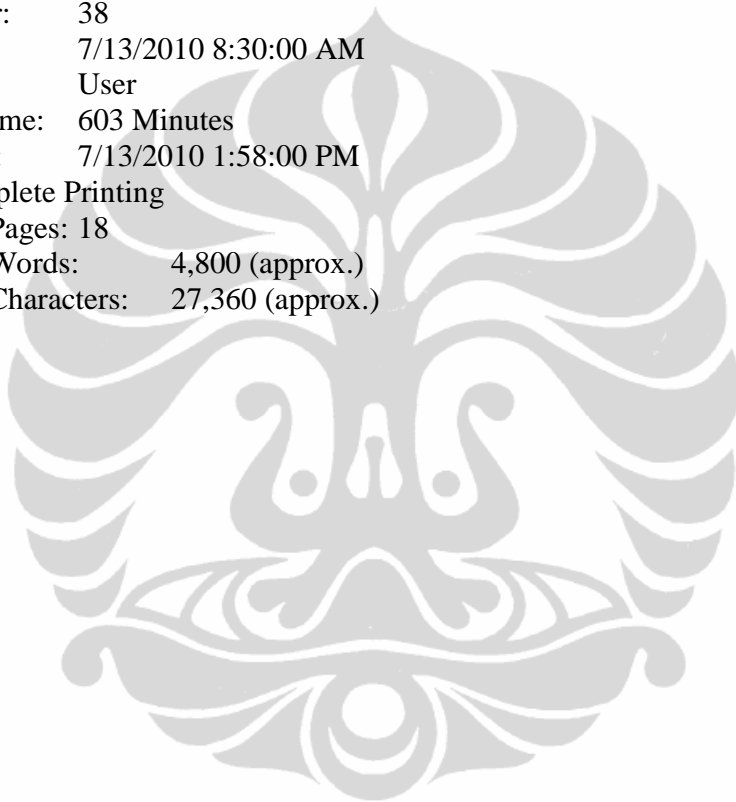 r: 38
7/13/2010 8:30:00 AM
User
me: 603 Minutes
: 7/13/2010 1:58:00 PM
plete Printing
Pages: 18
Words: 4,800 (approx.)
Characters: 27,360 (approx.)